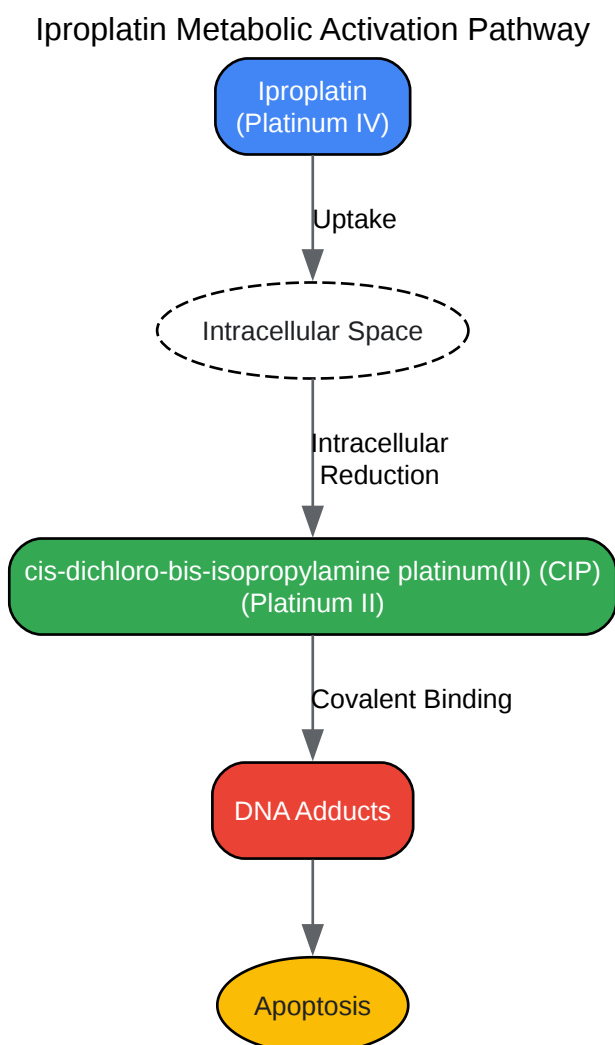 Iproplatin Metabolic Activation Pathway
Iproplatin
(Platinum IV)
Uptake
Intracellular Space
Intracellular
Reduction
cis-dichloro-bis-isopropylamine platinum(II) (CIP)
(Platinum II)
Covalent Binding
DNA Adducts
Apoptosis